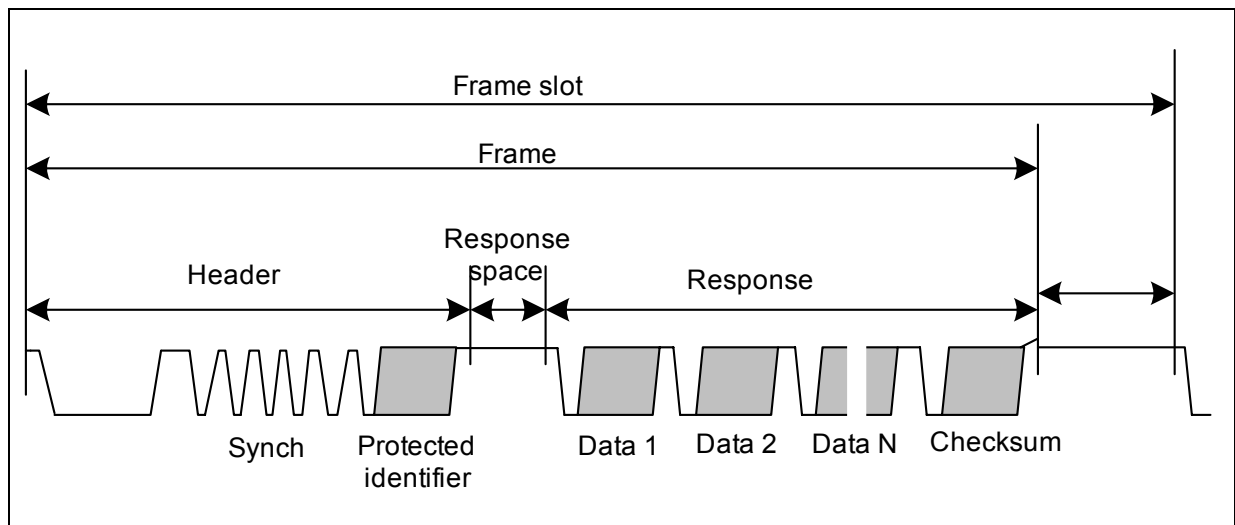 Frame slot
Frame
Header
Response
space
Response
Synch
Protected
identifier
Data 1
Data 2
Data N
Checksum